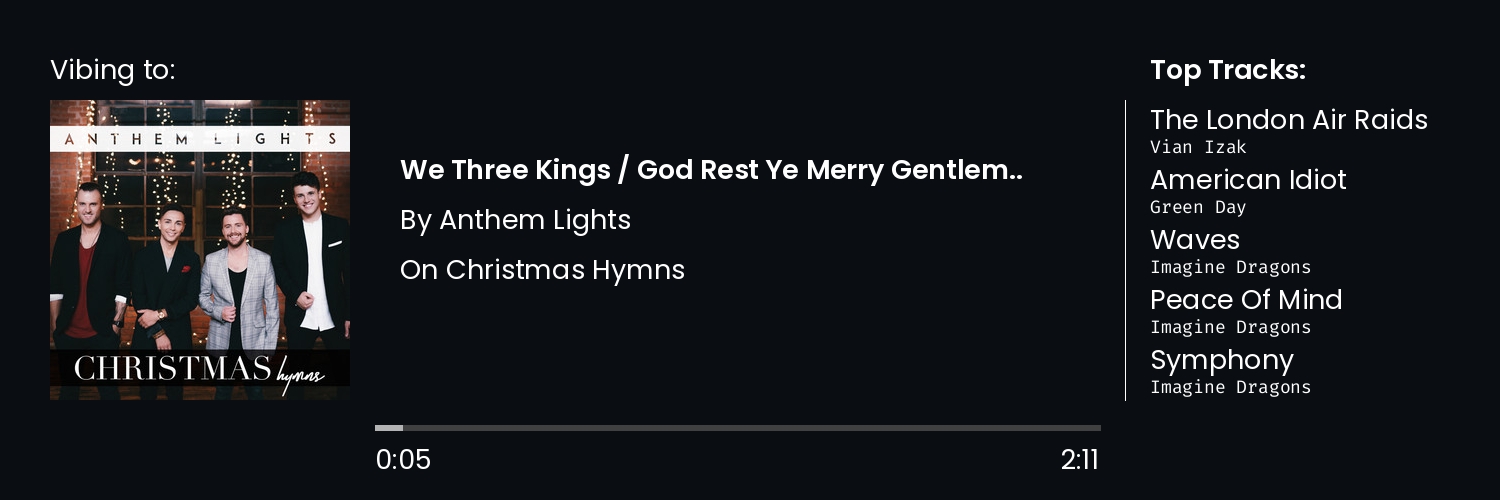 Vibing to:
ANTHEM LIGHTS
CHRISTMAS hymns
We Three Kings / God Rest Ye Merry Gentlem..
By Anthem Lights
On Christmas Hymns
0:05
2:11
Top Tracks:
The London Air Raids
Vian Izak
American Idiot
Green Day
Waves
Imagine Dragons
Peace Of Mind
Imagine Dragons
Symphony
Imagine Dragons